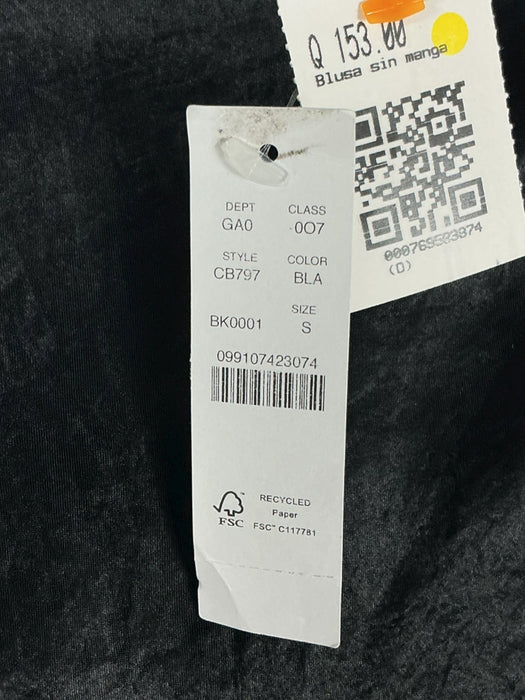 Q 153.00
Blusa sin manga
000769503974
(D)
DEPT CLASS
GA0 007
STYLE COLOR
CB797 BLA
SIZE
BK0001 S
099107423074
FSC
RECYCLED
Paper
FSC™ C117781